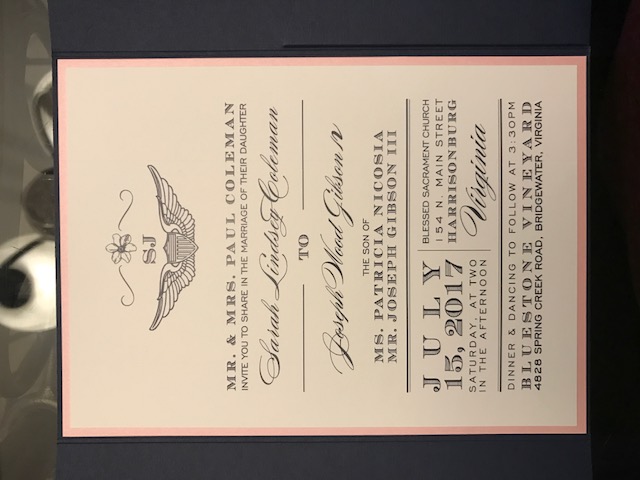 SJ
MR. & MRS. PAUL COLEMAN
INVITE YOU TO SHARE IN THE MARRIAGE OF THEIR DAUGHTER
Sarah Lindsey Coleman
TO
Joseph Wood Gibson IV
THE SON OF
MS. PATRICIA NICOSIA
MR. JOSEPH GIBSON III
JULY
15, 2017
SATURDAY, AT TWO
IN THE AFTERNOON
BLESSED SACRAMENT CHURCH
154 N. MAIN STREET
HARRISONBURG
Virginia
DINNER & DANCING TO FOLLOW AT 3:30PM
BLUESTONE VINEYARD
4828 SPRING CREEK ROAD, BRIDGEWATER, VIRGINIA